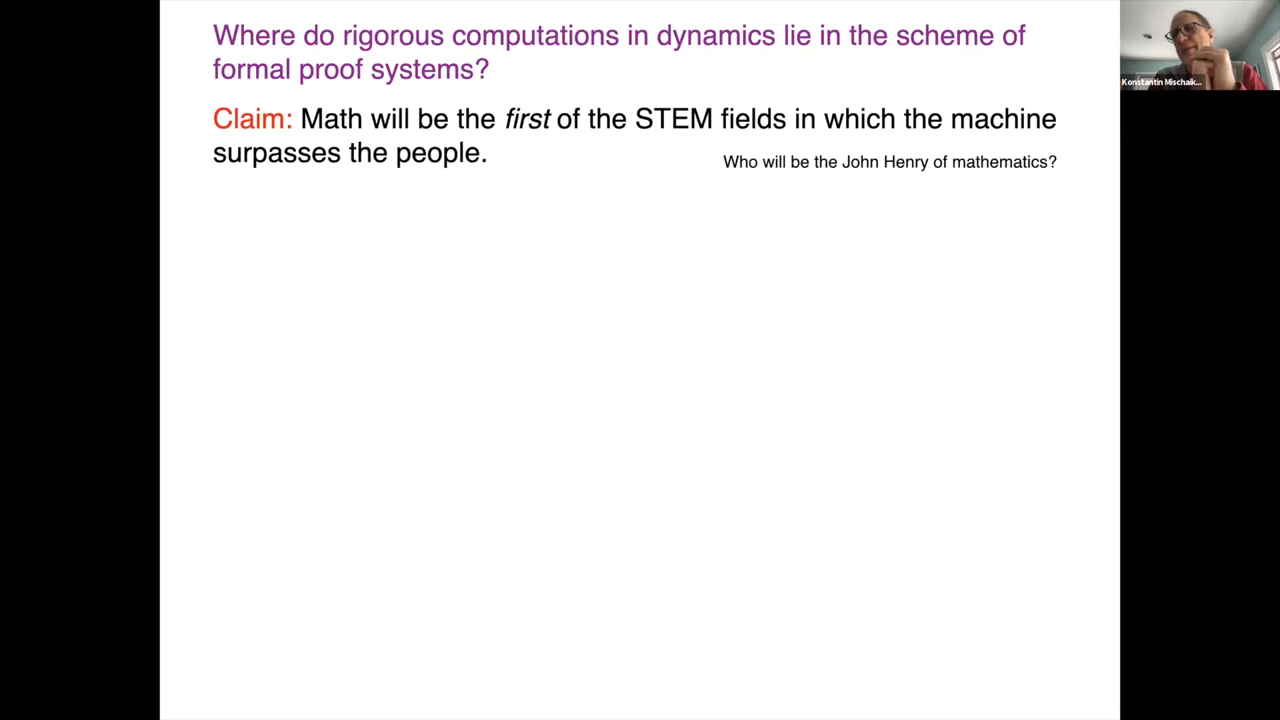 Where do rigorous computations in dynamics lie in the scheme of
formal proof systems?
Claim: Math will be the first of the STEM fields in which the machine
surpasses the people.
Who will be the John Henry of mathematics?
Konstantin Mischaik...